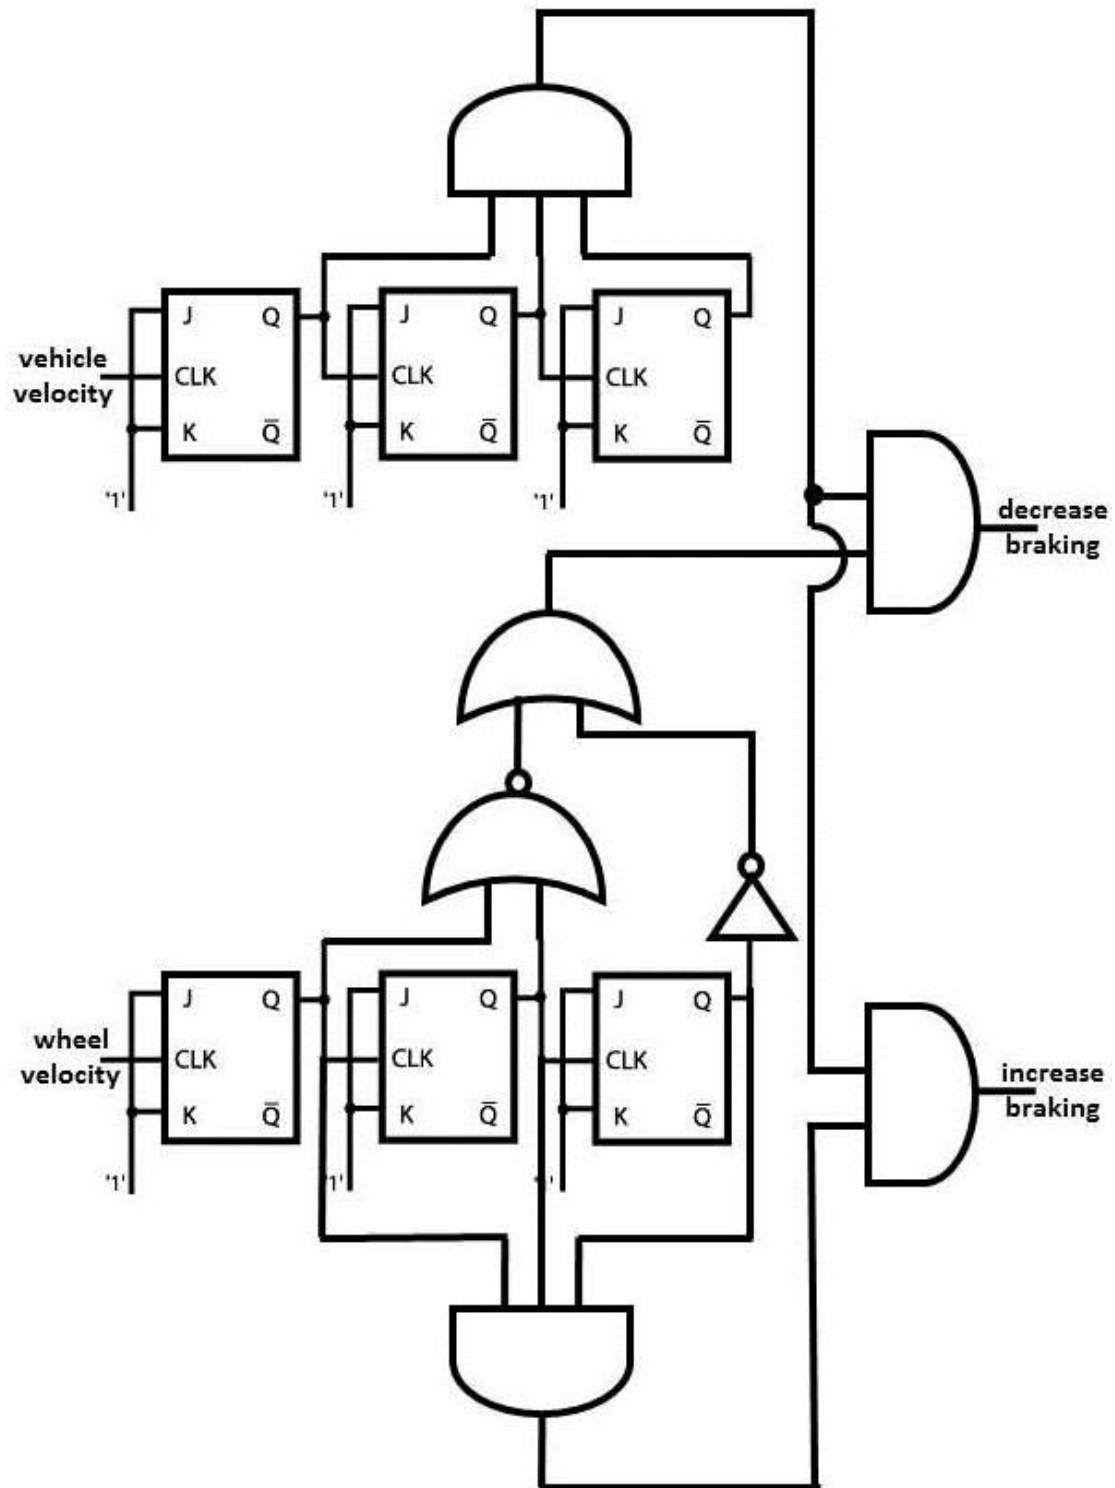 J Q
J Q
J Q
vehicle
velocity
CLK
CLK
CLK
K Q̅
K Q̅
K Q̅
'1'
'1'
'1'
decrease
braking
J Q
J Q
J Q
wheel
velocity
CLK
CLK
CLK
K Q̅
K Q̅
K Q̅
'1'
'1'
increase
braking